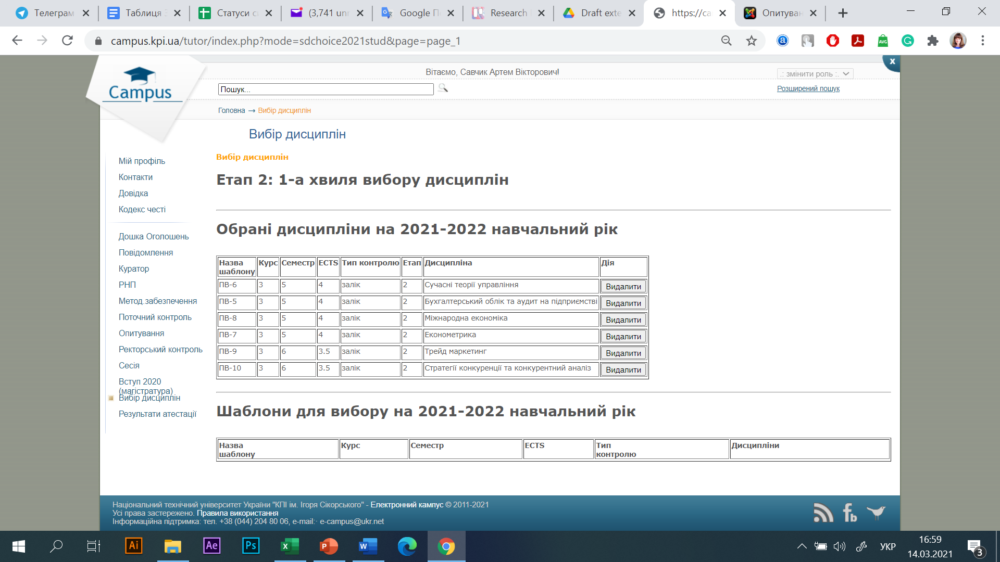 Телеграм
Таблиця
Статуси
(3,741 un
Google П
Research
Draft exte
https://ca
Опитуван
campus.kpi.ua/tutor/index.php?mode=sdchoice2021stud&page=page_1
Campus
Вітаємо, Савчик Артем Вікторович!
.: змінити роль :.
x
Пошук...
Розширений пошук
Головна → Вибір дисциплін
Вибір дисциплін
Мій профіль
Контакти
Довідка
Кодекс честі
Дошка Оголошень
Повідомлення
Куратор
РНП
Метод.забезпечення
Поточний контроль
Опитування
Ректорський контроль
Сесія
Вступ 2020
(магістратура)
Вибір дисциплін
Результати атестації
Вибір дисциплін
Етап 2: 1-а хвиля вибору дисциплін
Обрані дисципліни на 2021-2022 навчальний рік
Назва шаблону Курс Семестр ECTS Тип контролю Етап Дисципліна Дія
ПВ-6 3 5 4 залік 2 Сучасні теорії управління Видалити
ПВ-5 3 5 4 залік 2 Бухгалтерський облік та аудит на підприємстві Видалити
ПВ-8 3 5 4 залік 2 Міжнародна економіка Видалити
ПВ-7 3 5 4 залік 2 Економетрика Видалити
ПВ-9 3 6 3.5 залік 2 Трейд маркетинг Видалити
ПВ-10 3 6 3.5 залік 2 Стратегії конкуренції та конкурентний аналіз Видалити
Шаблони для вибору на 2021-2022 навчальний рік
Назва шаблону Курс Семестр ECTS Тип контролю Дисципліни
Національний технічний університет України "КПІ ім. Ігоря Сікорського" - Електронний кампус © 2011-2021
Усі права застережено. Правила використання
Інформаційна підтримка: тел. +38 (044) 204 80 06, e-mail: e-campus@ukr.net
Ai
Ae
Ps
X
P
W
УКР
16:59
14.03.2021
3